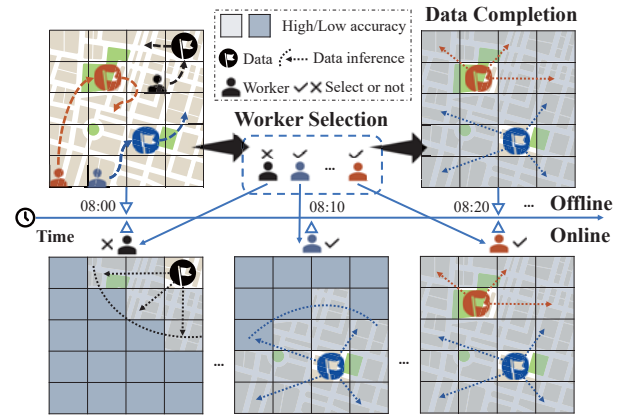 High/Low accuracy
Data
Data inference
Worker
Select or not
Data Completion
Worker Selection
...
08:00
08:10
08:20
...
Offline
Time
Online
...
...